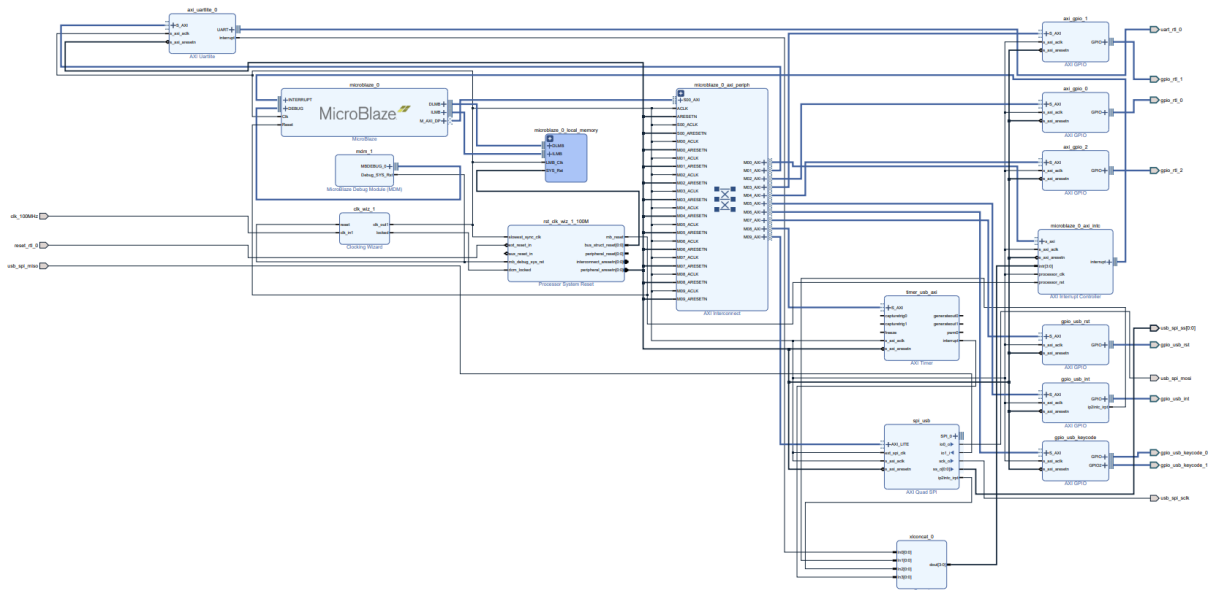 axi_uartlite_0
S_AXI
s_axi_aclk
s_axi_aresetn
UART
interrupt
AXI Uartlite
microblaze_0
INTERRUPT
DEBUG
Clk
Reset
MicroBlaze
DLMB
ILMB
M_AXI_DP
MicroBlaze
mdm_1
MBDEBUG_0
Debug_SYS_Rst
MicroBlaze Debug Module (MDM)
microblaze_0_local_memory
DLMB
ILMB
LMB_Clk
SYS_Rst
clk_100MHz
reset_rtl_0
usb_spi_miso
clk_wiz_1
reset
clk_in1
clk_out1
locked
Clocking Wizard
rst_clk_wiz_1_100M
slowest_sync_clk
ext_reset_in
aux_reset_in
mb_debug_sys_rst
dcm_locked
mb_reset
bus_struct_reset[0:0]
peripheral_reset[0:0]
interconnect_aresetn[0:0]
peripheral_aresetn[0:0]
Processor System Reset
microblaze_0_axi_periph
S00_AXI
ACLK
ARESETN
S00_ACLK
S00_ARESETN
M00_ACLK
M00_ARESETN
M01_ACLK
M01_ARESETN
M02_ACLK
M02_ARESETN
M03_ACLK
M03_ARESETN
M04_ACLK
M04_ARESETN
M05_ACLK
M05_ARESETN
M06_ACLK
M06_ARESETN
M07_ACLK
M07_ARESETN
M08_ACLK
M08_ARESETN
M09_ACLK
M09_ARESETN
M00_AXI
M01_AXI
M02_AXI
M03_AXI
M04_AXI
M05_AXI
M06_AXI
M07_AXI
M08_AXI
M09_AXI
AXI Interconnect
timer_usb_axi
S_AXI
capturetrig0
capturetrig1
freeze
s_axi_aclk
s_axi_aresetn
generateout0
generateout1
pwm0
interrupt
AXI Timer
spi_usb
AXI_LITE
ext_spi_clk
s_axi_aclk
s_axi_aresetn
SPI_0
io0_o
io1_i
sck_o
ss_o[0:0]
ip2intc_irpt
AXI Quad SPI
xlconcat_0
In0[0:0]
In1[0:0]
In2[0:0]
In3[0:0]
dout[3:0]
axi_gpio_1
S_AXI
s_axi_aclk
s_axi_aresetn
GPIO
AXI GPIO
axi_gpio_0
S_AXI
s_axi_aclk
s_axi_aresetn
GPIO
AXI GPIO
axi_gpio_2
S_AXI
s_axi_aclk
s_axi_aresetn
GPIO
AXI GPIO
microblaze_0_axi_intc
s_axi
s_axi_aclk
s_axi_aresetn
intr[3:0]
processor_clk
processor_rst
interrupt
AXI Interrupt Controller
gpio_usb_rst
S_AXI
s_axi_aclk
s_axi_aresetn
GPIO
AXI GPIO
gpio_usb_int
S_AXI
s_axi_aclk
s_axi_aresetn
GPIO
ip2intc_irpt
AXI GPIO
gpio_usb_keycode
S_AXI
s_axi_aclk
s_axi_aresetn
GPIO
GPIO2
AXI GPIO
uart_rtl_0
gpio_rtl_1
gpio_rtl_0
gpio_rtl_2
usb_spi_ss[0:0]
gpio_usb_rst
usb_spi_mosi
gpio_usb_int
gpio_usb_keycode_0
gpio_usb_keycode_1
usb_spi_sclk